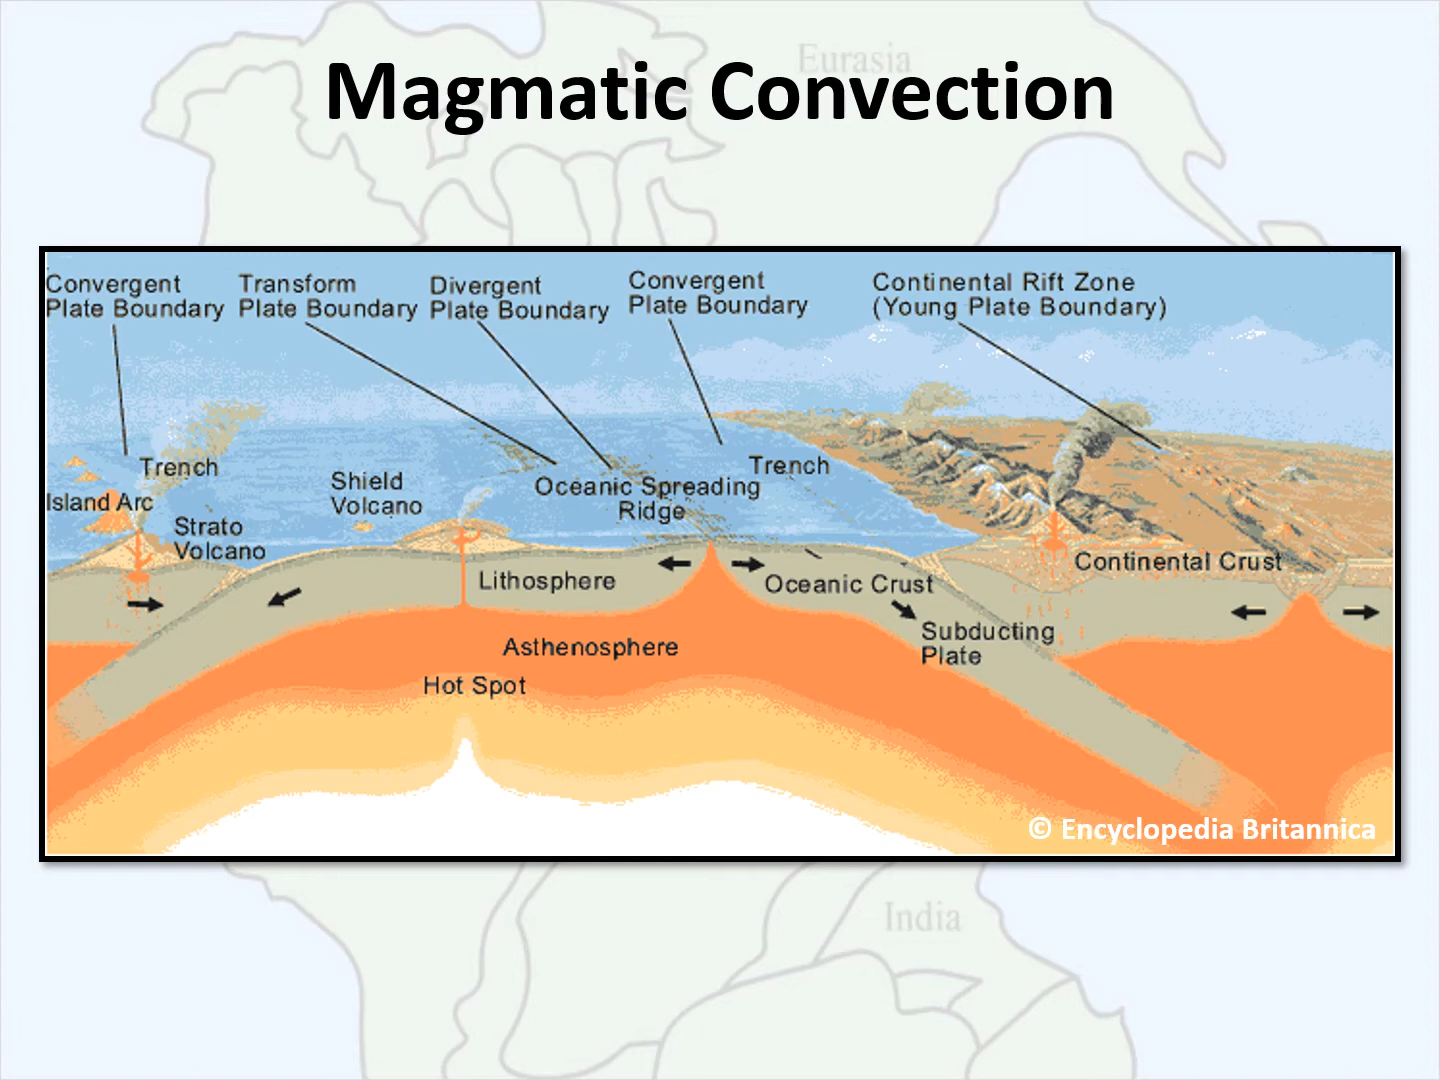 Eurasia
Magmatic Convection
Convergent
Plate Boundary
Transform
Plate Boundary
Divergent
Plate Boundary
Convergent
Plate Boundary
Continental Rift Zone
(Young Plate Boundary)
Trench
Island Arc
Strato
Volcano
Shield
Volcano
Oceanic Spreading
Ridge
Trench
Lithosphere
Oceanic Crust
Continental Crust
Subducting
Plate
Asthenosphere
Hot Spot
© Encyclopedia Britannica
India